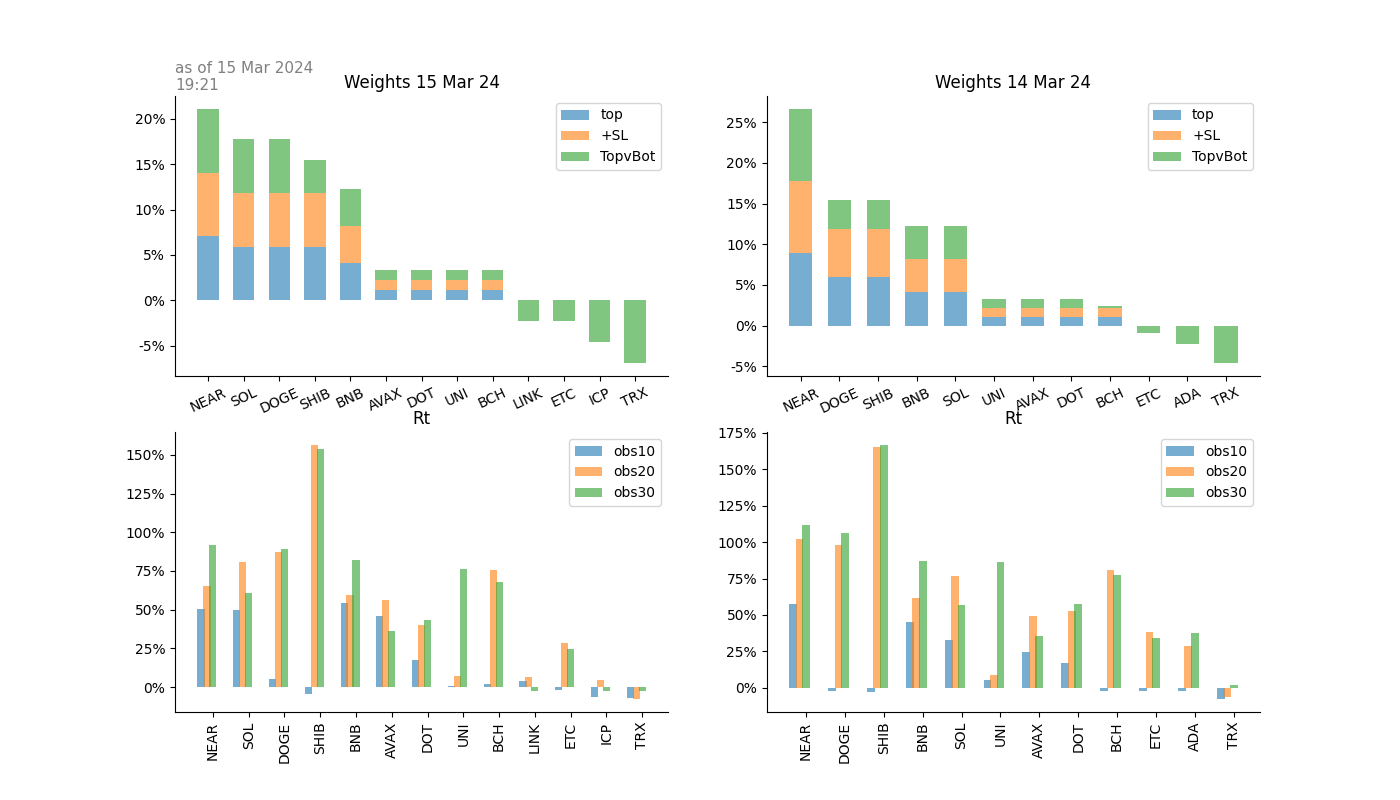 as of 15 Mar 2024
19:21
Weights 15 Mar 24
20%
15%
10%
5%
0%
-5%
top
+SL
TopvBot
NEAR SOL DOGE SHIB BNB AVAX DOT UNI BCH LINK ETC ICP TRX
Weights 14 Mar 24
25%
20%
15%
10%
5%
0%
-5%
top
+SL
TopvBot
NEAR DOGE SHIB BNB SOL UNI AVAX DOT BCH ETC ADA TRX
Rt
150%
125%
100%
75%
50%
25%
0%
obs10
obs20
obs30
NEAR SOL DOGE SHIB BNB AVAX DOT UNI BCH LINK ETC ICP TRX
Rt
175%
150%
125%
100%
75%
50%
25%
0%
obs10
obs20
obs30
NEAR DOGE SHIB BNB SOL UNI AVAX DOT BCH ETC ADA TRX